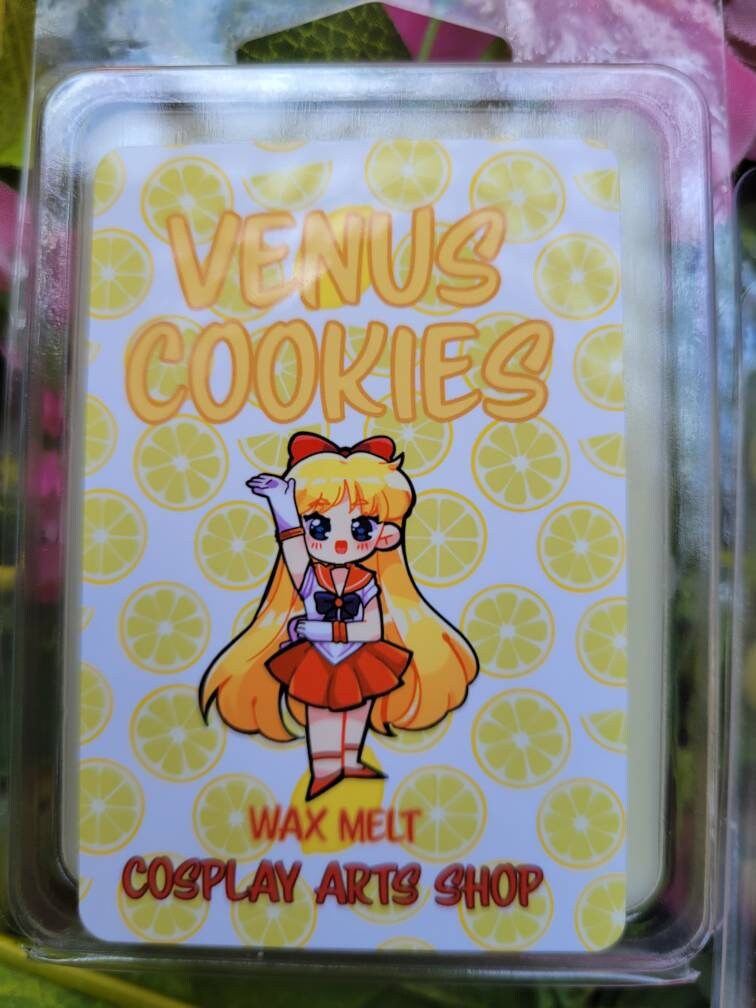 VENUS
COOKIES
WAX MELT
COSPLAY ARTS SHOP